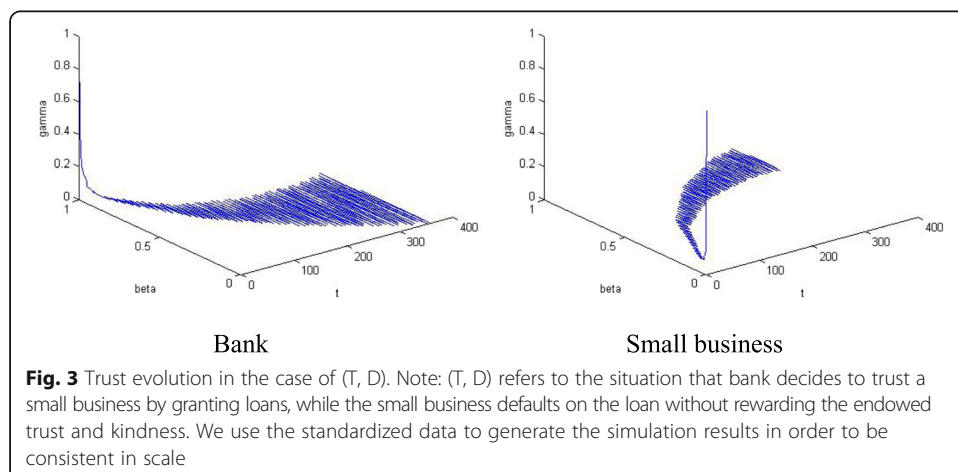 1
0.8
0.6
gamma
0.4
0.2
0
1
0.5
beta
0
0
100
200
300
400
t
Bank
1
0.8
0.6
gamma
0.4
0.2
0
1
0.5
beta
0
0
100
200
300
400
t
Small business
Fig. 3 Trust evolution in the case of (T, D). Note: (T, D) refers to the situation that bank decides to trust a
small business by granting loans, while the small business defaults on the loan without rewarding the endowed
trust and kindness. We use the standardized data to generate the simulation results in order to be
consistent in scale